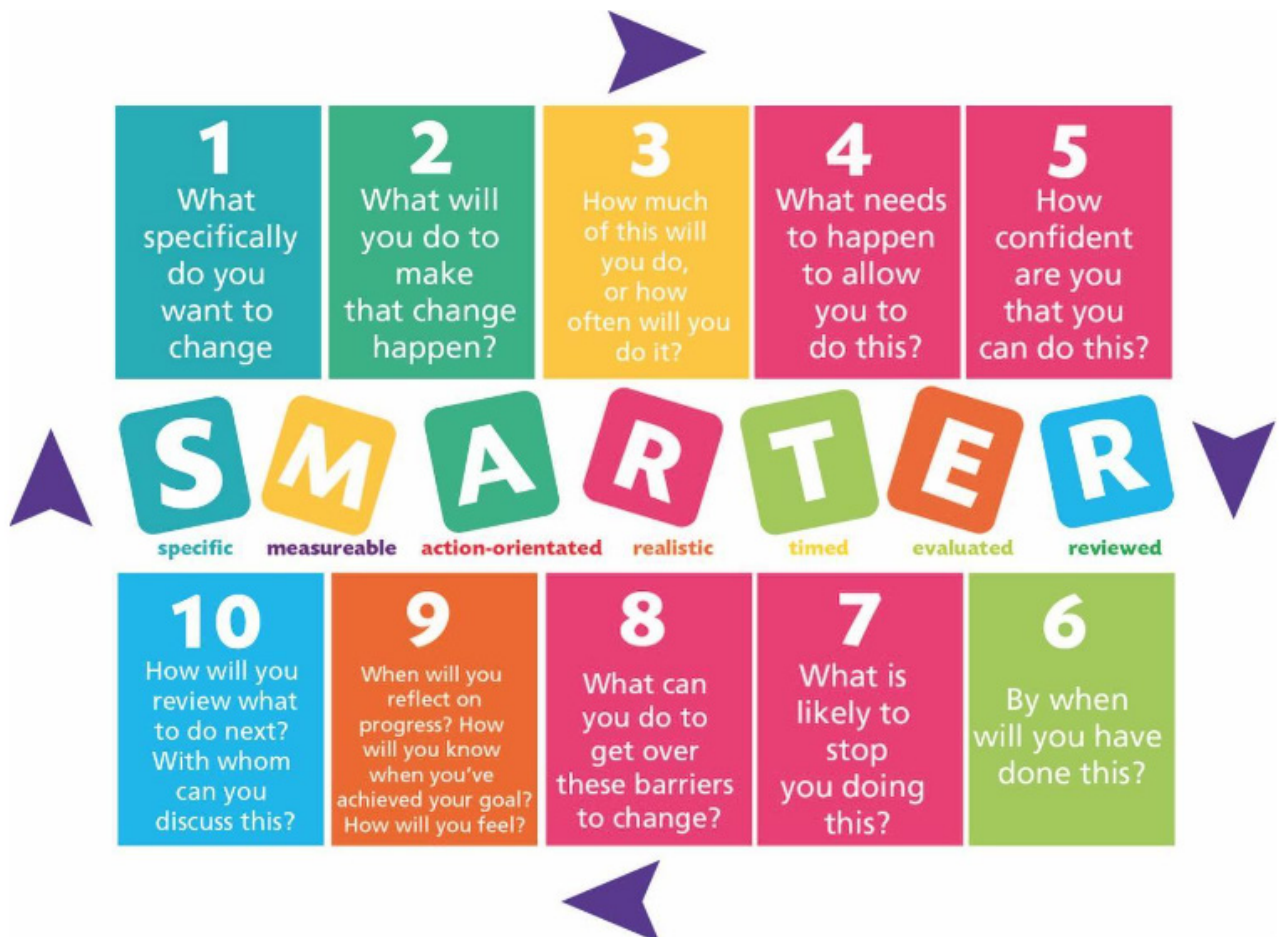 1
What
specifically
do you
want to
change
2
What will
you do to
make
that change
happen?
3
How much
of this will
you do,
or how
often will you
do it?
4
What needs
to happen
to allow
you to
do this?
5
How
confident
are you
that you
can do this?
S M A R T E R
specific measureable action-orientated realistic timed evaluated reviewed
10
How will you
review what
to do next?
With whom
can you
discuss this?
9
When will you
reflect on
progress? How
will you know
when you've
achieved your goal?
How will you feel?
8
What can
you do to
get over
these barriers
to change?
7
What is
likely to
stop
you doing
this?
6
By when
will you have
done this?